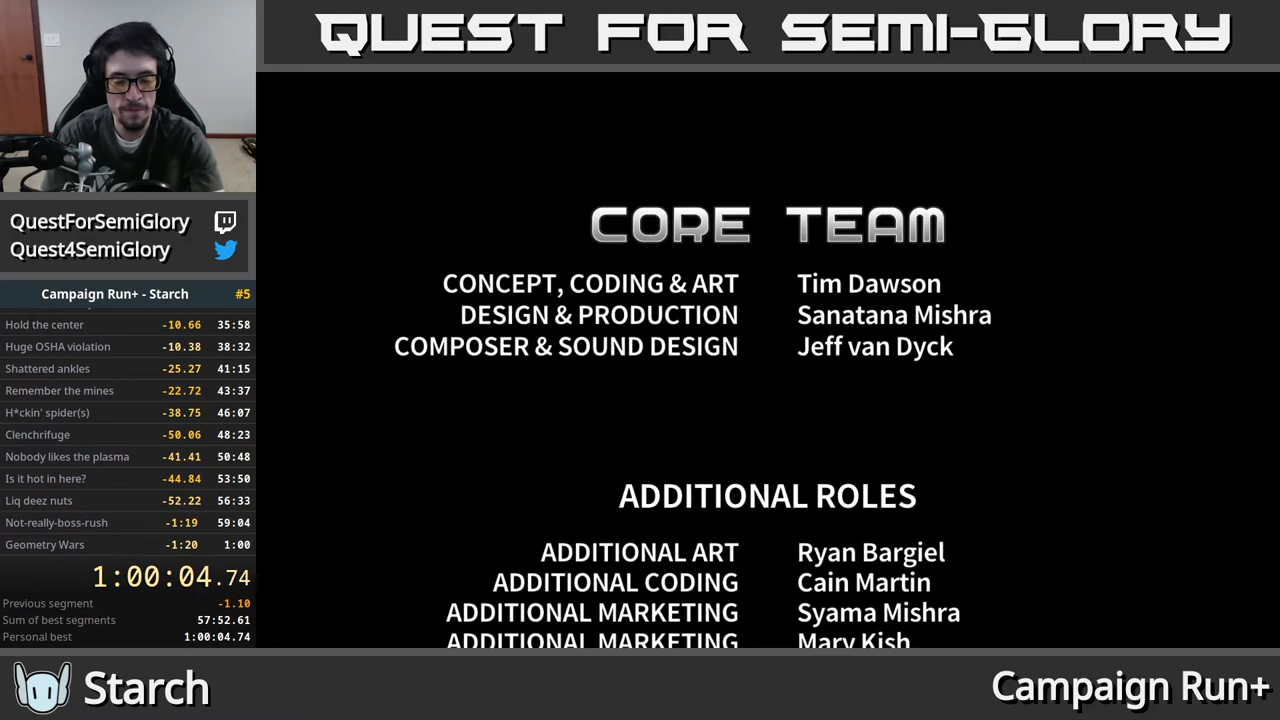 QUEST FOR SEMI-GLORY
QuestForSemiGlory
Quest4SemiGlory
Campaign Run+ - Starch #5
Hold the center -10.66 35:58
Huge OSHA violation -10.38 38:32
Shattered ankles -25.27 41:15
Remember the mines -22.72 43:37
H*ckin' spider(s) -38.75 46:07
Clenchrifuge -50.06 48:23
Nobody likes the plasma -41.41 50:48
Is it hot in here? -44.84 53:50
Liq deez nuts -52.22 56:33
Not-really-boss-rush -1:19 59:04
Geometry Wars -1:20 1:00
1:00:04.74
Previous segment -1.10
Sum of best segments 57:52.61
Personal best 1:00:04.74
CORE TEAM
CONCEPT, CODING & ART Tim Dawson
DESIGN & PRODUCTION Sanatana Mishra
COMPOSER & SOUND DESIGN Jeff van Dyck
ADDITIONAL ROLES
ADDITIONAL ART Ryan Bargiel
ADDITIONAL CODING Cain Martin
ADDITIONAL MARKETING Syama Mishra
ADDITIONAL MARKETING Mary Kish
Starch
Campaign Run+